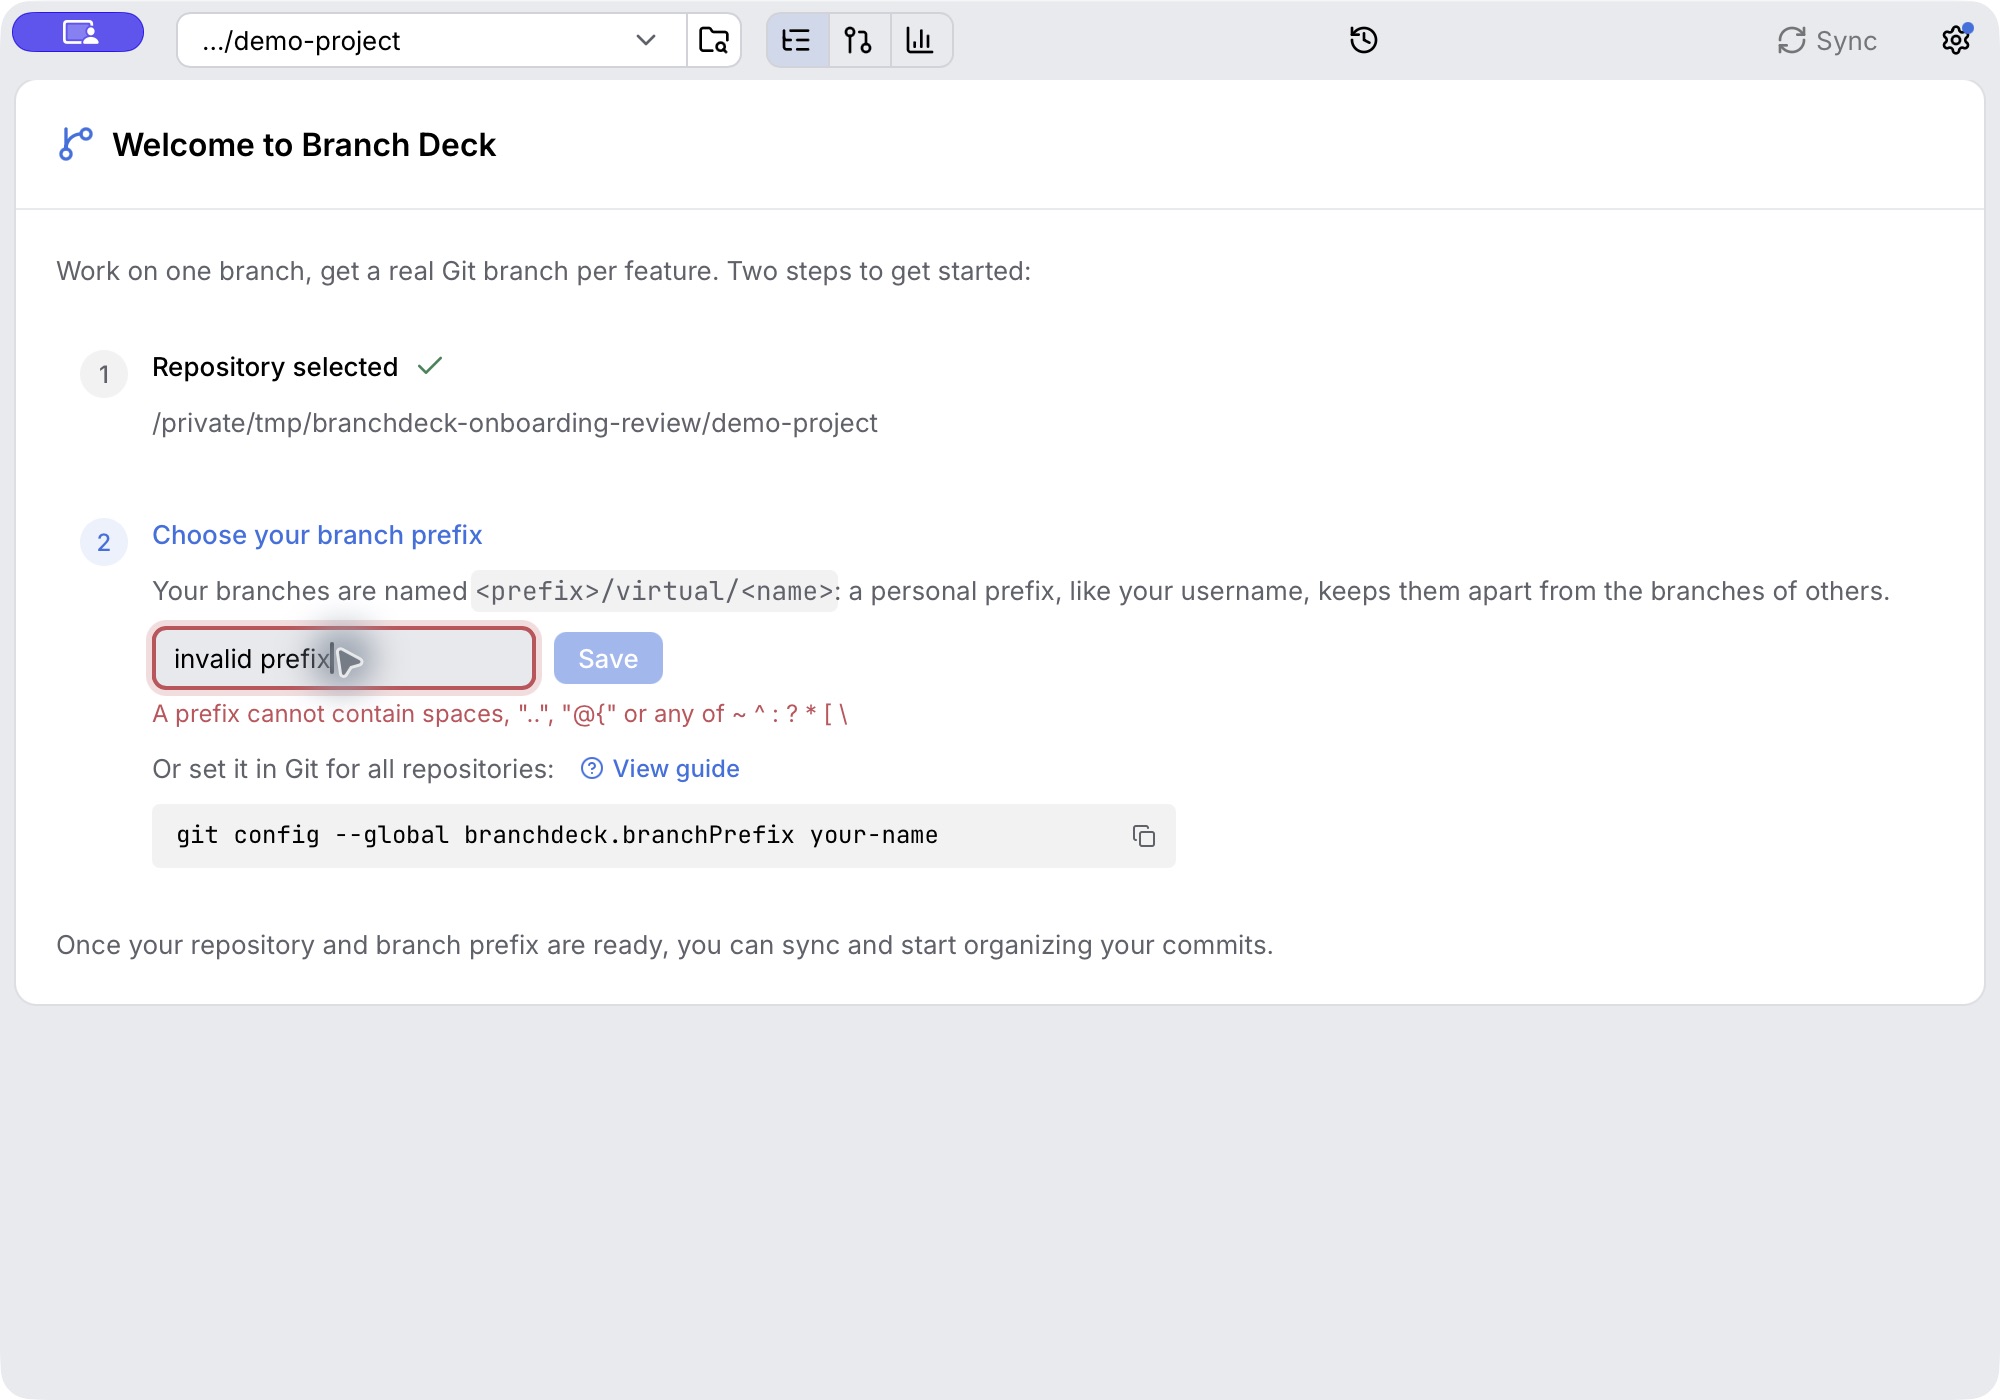 .../demo-project
Sync
Welcome to Branch Deck
Work on one branch, get a real Git branch per feature. Two steps to get started:
1
Repository selected
/private/tmp/branchdeck-onboarding-review/demo-project
2
Choose your branch prefix
Your branches are named <prefix>/virtual/<name>: a personal prefix, like your username, keeps them apart from the branches of others.
invalid prefix
Save
A prefix cannot contain spaces, "..", "@{" or any of ~ ^ : ? * [ \
Or set it in Git for all repositories:
View guide
git config --global branchdeck.branchPrefix your-name
Once your repository and branch prefix are ready, you can sync and start organizing your commits.